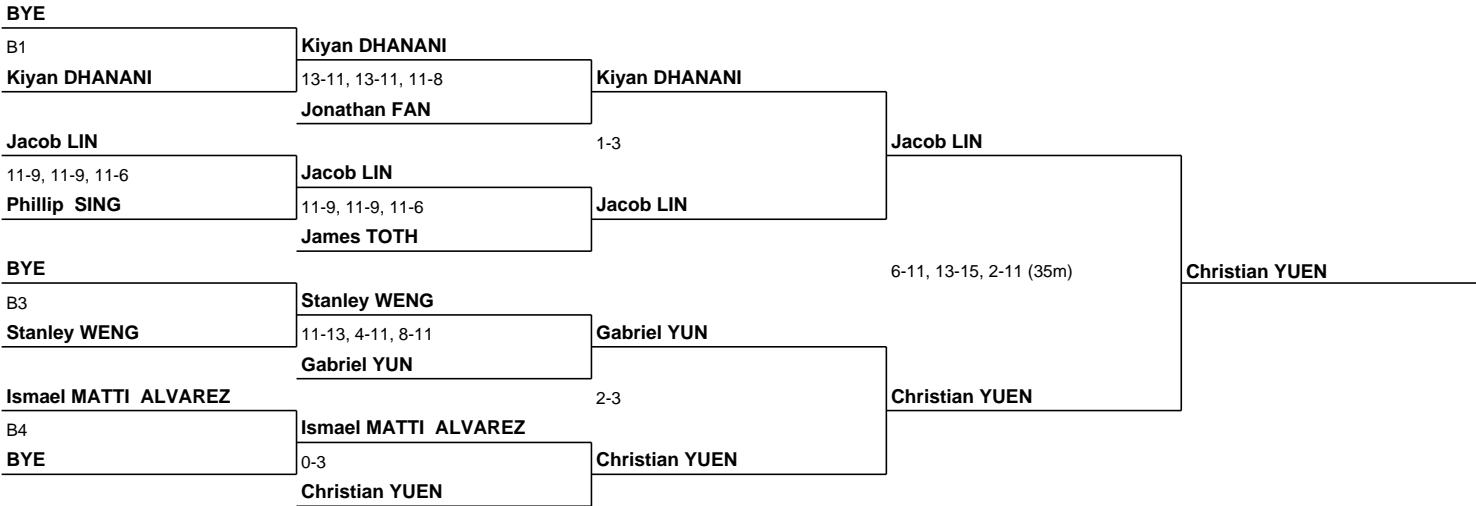 BYE
B1
Kiyan DHANANI
Kiyan DHANANI
13-11, 13-11, 11-8
Kiyan DHANANI
Jonathan FAN
Jacob LIN
1-3
Jacob LIN
11-9, 11-9, 11-6
Jacob LIN
Phillip  SING
11-9, 11-9, 11-6
Jacob LIN
James TOTH
BYE
6-11, 13-15, 2-11 (35m)
Christian YUEN
B3
Stanley WENG
Stanley WENG
11-13, 4-11, 8-11
Gabriel YUN
Gabriel YUN
Ismael MATTI  ALVAREZ
2-3
Christian YUEN
B4
Ismael MATTI  ALVAREZ
BYE
0-3
Christian YUEN
Christian YUEN